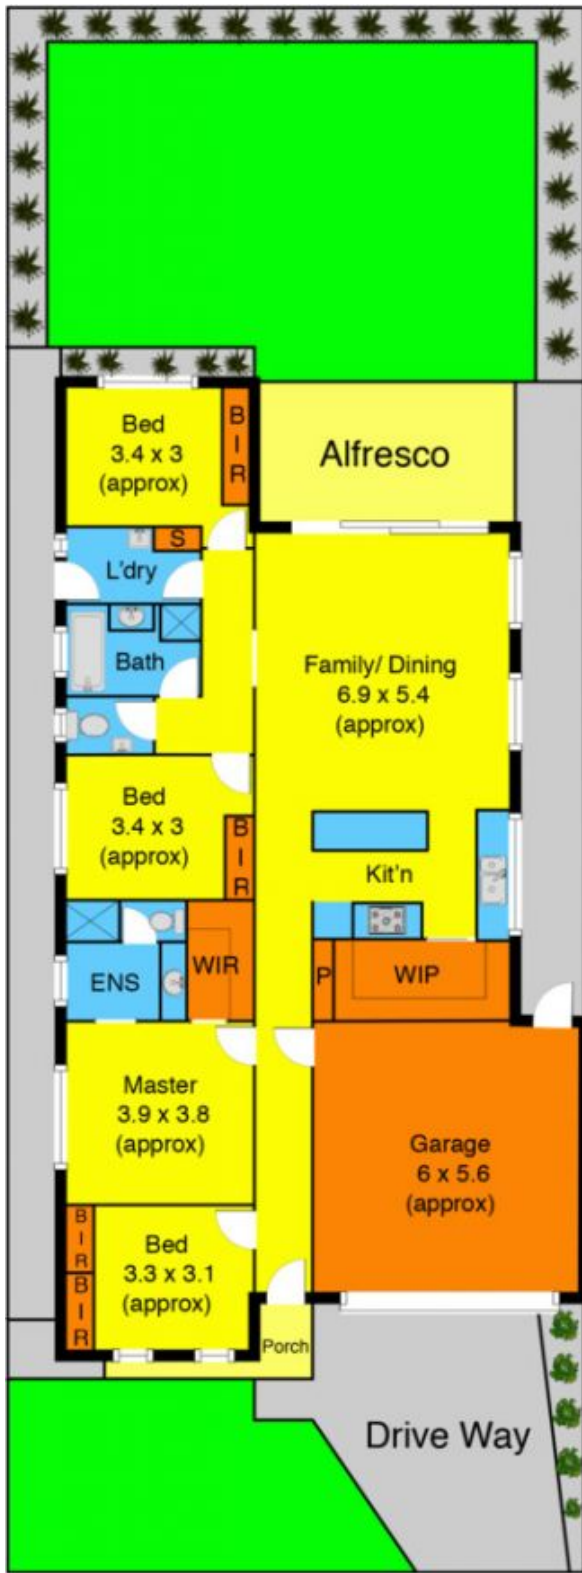 Bed
3.4 x 3
(approx)
B
I
R
Alfresco
S
L'dry
Bath
Family/ Dining
6.9 x 5.4
(approx)
Bed
3.4 x 3
(approx)
B
I
R
Kit'n
WIR
ENS
P
WIP
Master
3.9 x 3.8
(approx)
Garage
6 x 5.6
(approx)
B
I
R
B
I
R
Bed
3.3 x 3.1
(approx)
Porch
Drive Way